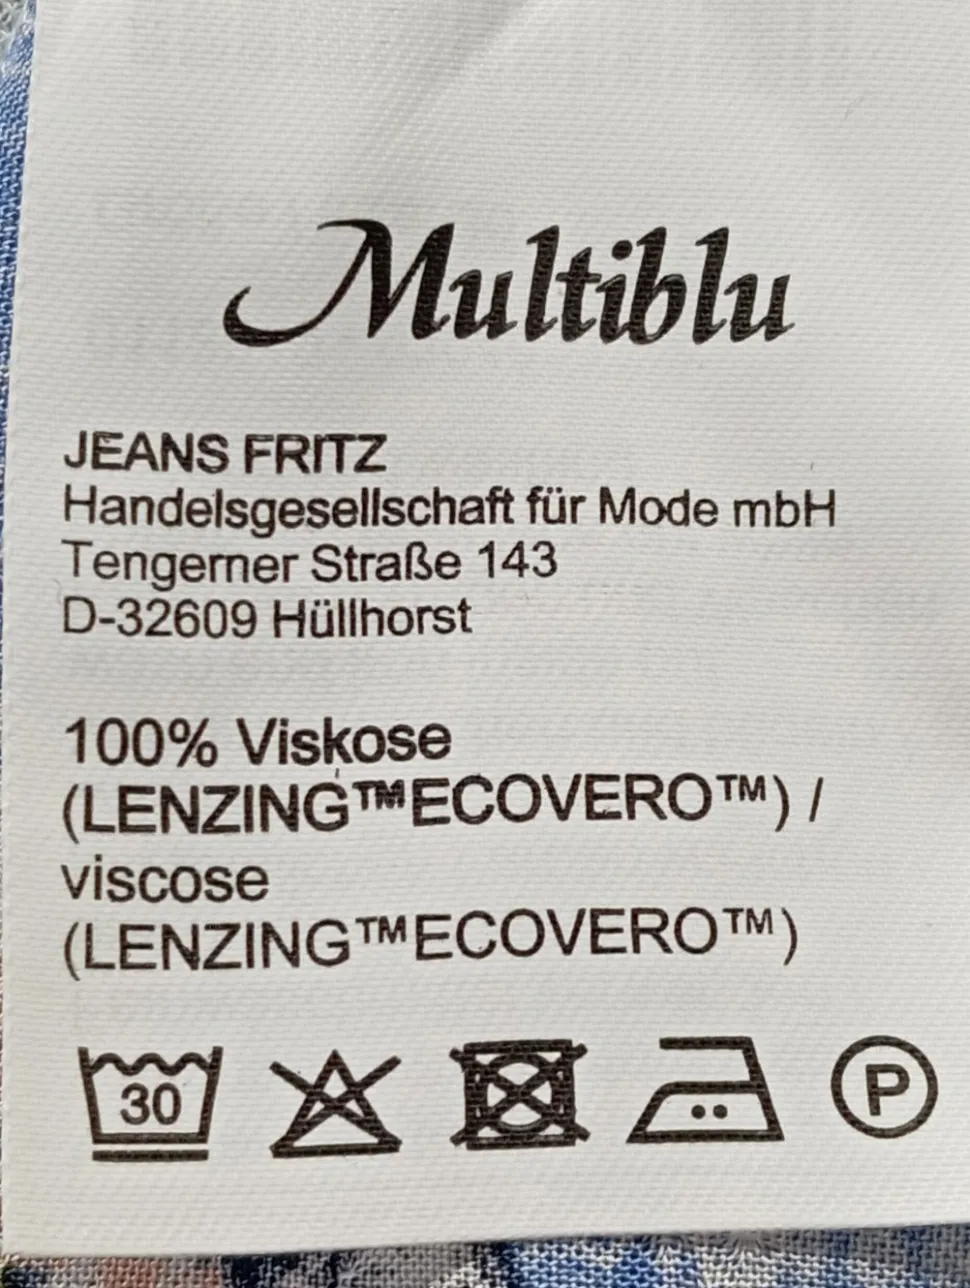 Multiblu
JEANS FRITZ
Handelsgesellschaft für Mode mbH
Tengerner Straße 143
D-32609 Hüllhorst
100% Viskose
(LENZING™ECOVERO™) /
viscose
(LENZING™ECOVERO™)
30 P